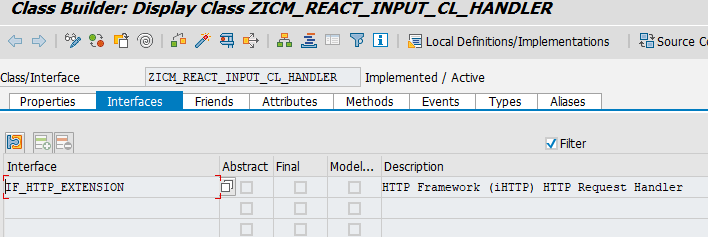 Class Builder: Display Class ZICM_REACT_INPUT_CL_HANDLER
Local Definitions/Implementations Source Co
Class/Interface ZICM_REACT_INPUT_CL_HANDLER Implemented / Active
Properties Interfaces Friends Attributes Methods Events Types Aliases
Filter
Interface Abstract Final Model... Description
IF_HTTP_EXTENSION HTTP Framework (iHTTP) HTTP Request Handler